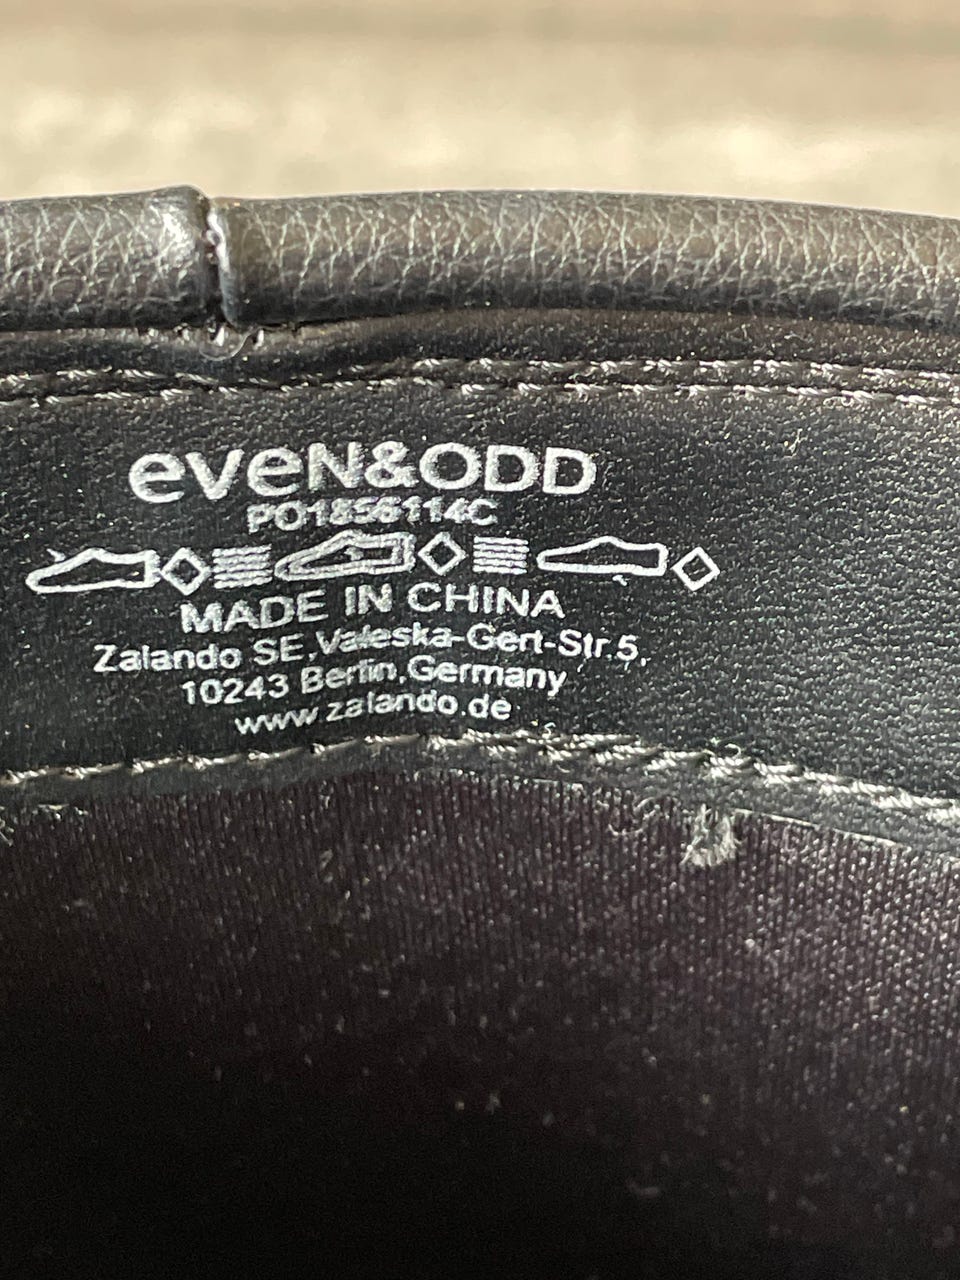 eveN&ODD
PO1856114C
MADE IN CHINA
Zalando SE,Valeska-Gert-Str.5,
10243 Berlin,Germany
www.zalando.de